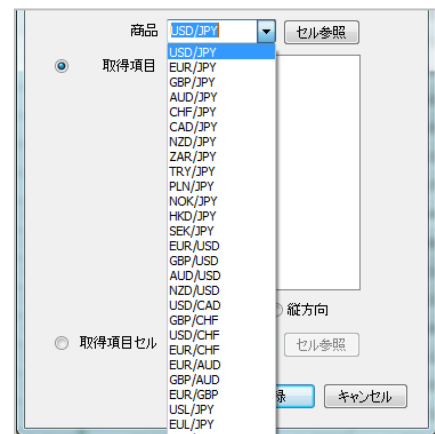 商品 USD/JPY セル参照
USD/JPY
取得項目 EUR/JPY
GBP/JPY
AUD/JPY
CHF/JPY
CAD/JPY
NZD/JPY
ZAR/JPY
TRY/JPY
PLN/JPY
NOK/JPY
HKD/JPY
SEK/JPY
EUR/USD
GBP/USD
AUD/USD
NZD/USD
USD/CAD
縦方向
GBP/CHF
USD/CHF
取得項目セル EUR/CHF セル参照
EUR/AUD
GBP/AUD
EUR/GBP
録 キャンセル
USL/JPY
EUL/JPY